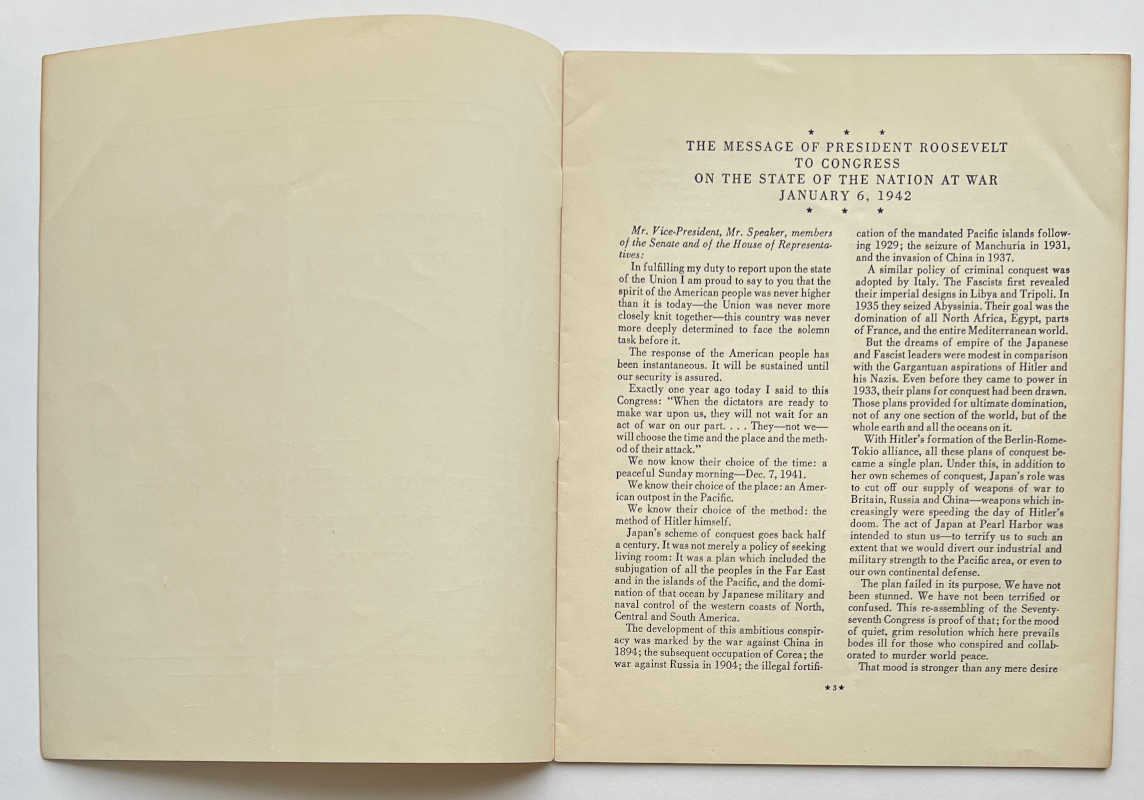 ★ ★ ★
THE MESSAGE OF PRESIDENT ROOSEVELT
TO CONGRESS
ON THE STATE OF THE NATION AT WAR
JANUARY 6, 1942
★ ★ ★
Mr. Vice-President, Mr. Speaker, members
of the Senate and of the House of Representa-
tives:
In fulfilling my duty to report upon the state
of the Union I am proud to say to you that the
spirit of the American people was never higher
than it is today—the Union was never more
closely knit together—this country was never
more deeply determined to face the solemn
task before it.
The response of the American people has
been instantaneous. It will be sustained until
our security is assured.
Exactly one year ago today I said to this
Congress: “When the dictators are ready to
make war upon us, they will not wait for an
act of war on our part. . . . They—not we—
will choose the time and the place and the meth-
od of their attack.”
We now know their choice of the time: a
peaceful Sunday morning—Dec. 7, 1941.
We know their choice of the place: an Amer-
ican outpost in the Pacific.
We know their choice of the method: the
method of Hitler himself.
Japan’s scheme of conquest goes back half
a century. It was not merely a policy of seeking
living room: It was a plan which included the
subjugation of all the peoples in the Far East
and in the islands of the Pacific, and the domi-
nation of that ocean by Japanese military and
naval control of the western coasts of North,
Central and South America.
The development of this ambitious conspir-
acy was marked by the war against China in
1894; the subsequent occupation of Corea; the
war against Russia in 1904; the illegal fortifi-
cation of the mandated Pacific islands follow-
ing 1929; the seizure of Manchuria in 1931,
and the invasion of China in 1937.
A similar policy of criminal conquest was
adopted by Italy. The Fascists first revealed
their imperial designs in Libya and Tripoli. In
1935 they seized Abyssinia. Their goal was the
domination of all North Africa, Egypt, parts
of France, and the entire Mediterranean world.
But the dreams of empire of the Japanese
and Fascist leaders were modest in comparison
with the Gargantuan aspirations of Hitler and
his Nazis. Even before they came to power in
1933, their plans for conquest had been drawn.
Those plans provided for ultimate domination,
not of any one section of the world, but of the
whole earth and all the oceans on it.
With Hitler’s formation of the Berlin-Rome-
Tokio alliance, all these plans of conquest be-
came a single plan. Under this, in addition to
her own schemes of conquest, Japan’s role was
to cut off our supply of weapons of war to
Britain, Russia and China—weapons which in-
creasingly were speeding the day of Hitler’s
doom. The act of Japan at Pearl Harbor was
intended to stun us—to terrify us to such an
extent that we would divert our industrial and
military strength to the Pacific area, or even to
our own continental defense.
The plan failed in its purpose. We have not
been stunned. We have not been terrified or
confused. This re-assembling of the Seventy-
seventh Congress is proof of that; for the mood
of quiet, grim resolution which here prevails
bodes ill for those who conspired and collab-
orated to murder world peace.
That mood is stronger than any mere desire
★3★